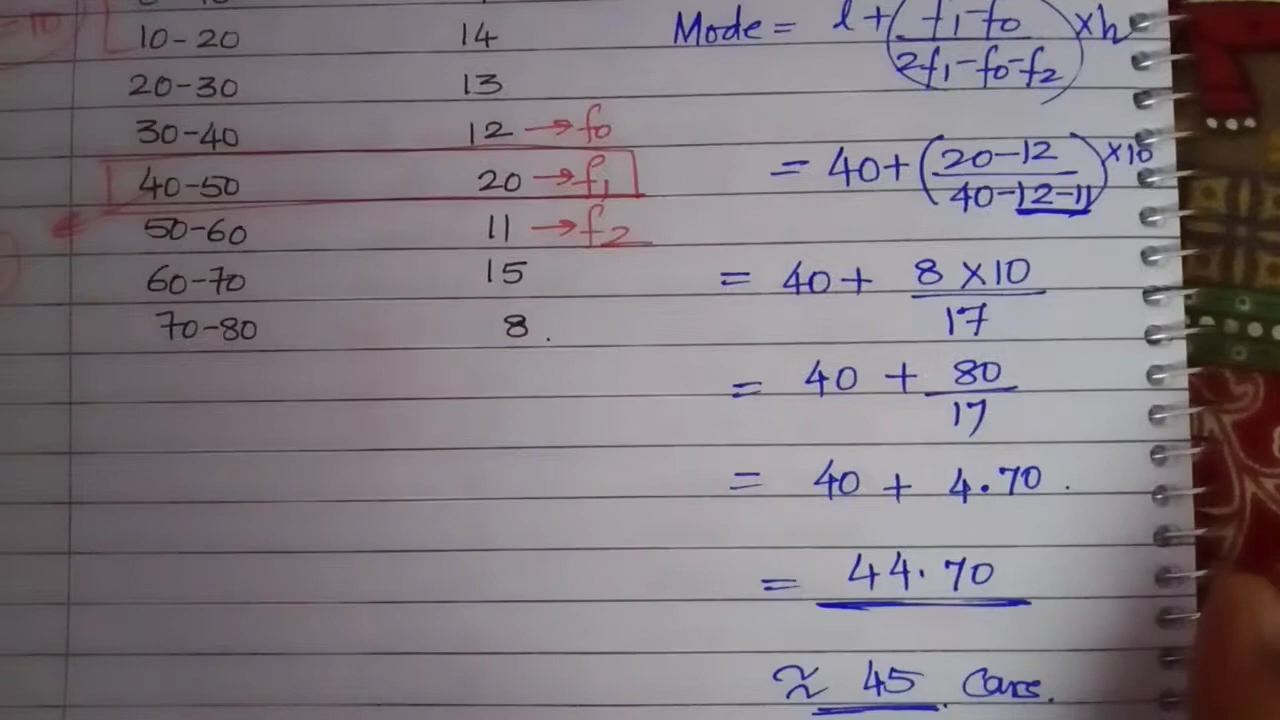 10-20 14
20-30 13
30-40 12 → f0
40-50 20 → f1
50-60 11 → f2
60-70 15
70-80 8.
Mode = l + (f1-f0 / 2f1-f0-f2) ×h
= 40 + (20-12 / 40-12-11) ×10
= 40 + 8×10 / 17
= 40 + 80 / 17
= 40 + 4.70.
= 44.70
≈ 45 Cars.